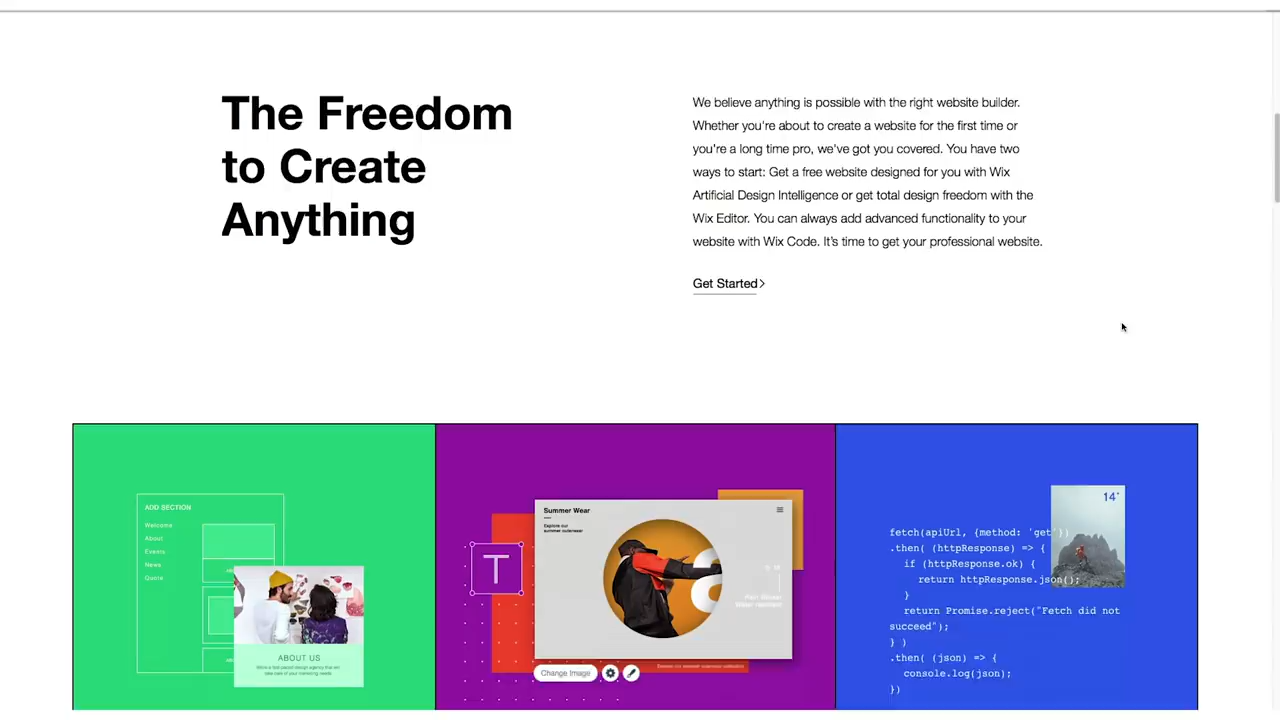 The Freedom
to Create
Anything
We believe anything is possible with the right website builder.
Whether you're about to create a website for the first time or
you're a long time pro, we've got you covered. You have two
ways to start: Get a free website designed for you with Wix
Artificial Design Intelligence or get total design freedom with the
Wix Editor. You can always add advanced functionality to your
website with Wix Code. It's time to get your professional website.
Get Started>
ADD SECTION
Welcome
About
Events
News
Quote
ABOUT US
Summer Wear
Explore our
summer outerwear
T
Change Image
14°
fetch(apiUrl, {method: 'get'})
.then( (httpResponse) => {
if (httpResponse.ok) {
return httpResponse.json();
}
return Promise.reject("Fetch did not
succeed");
} )
.then( (json) => {
console.log(json);
})